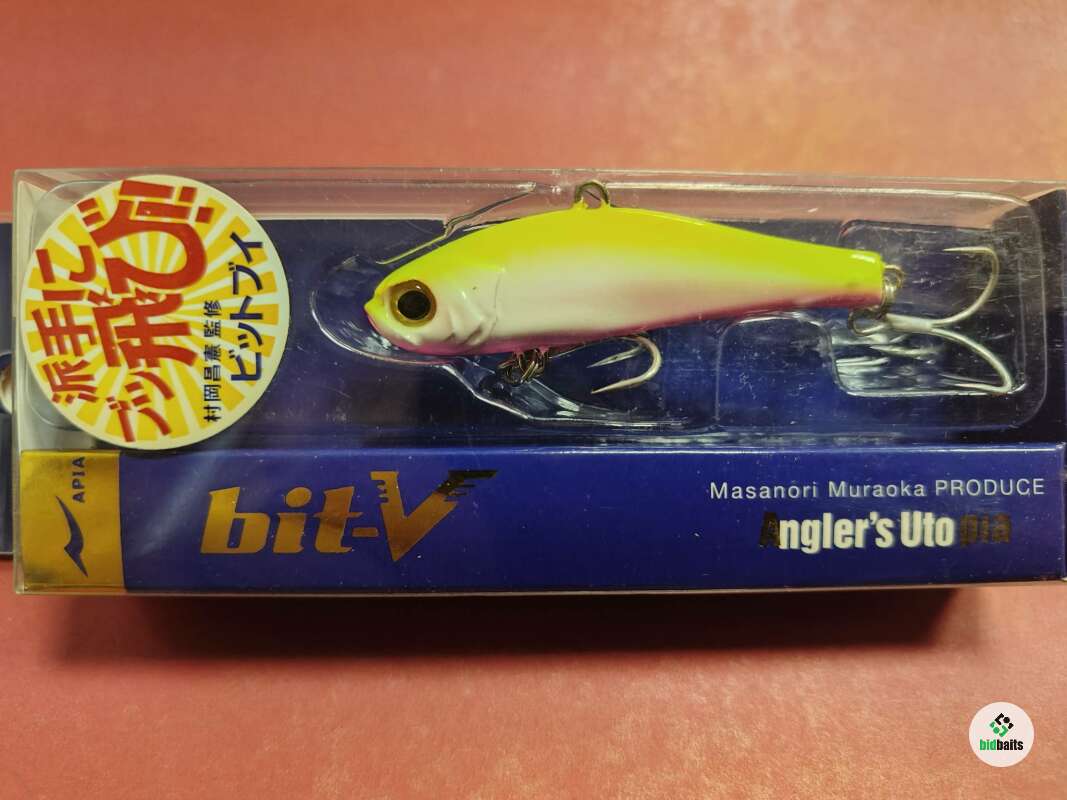 派手に
ブッ飛び!
村岡昌憲監修
ビットブイ
APIA
bit-V
Masanori Muraoka PRODUCE
Angler's Utopia
bidbaits